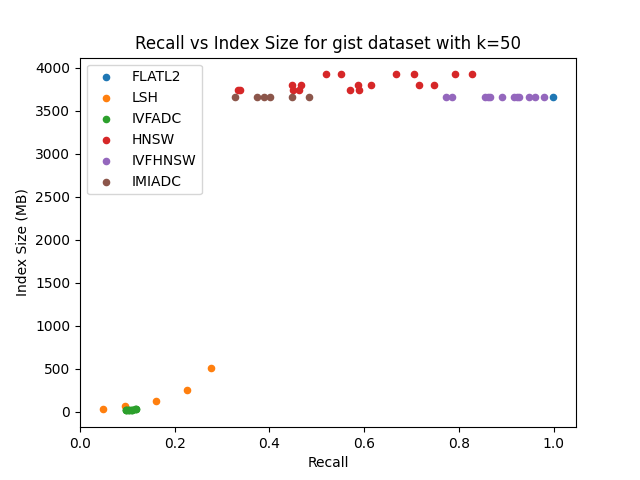 Recall vs Index Size for gist dataset with k=50
FLATL2
LSH
IVFADC
HNSW
IVFHNSW
IMIADC
Index Size (MB)
4000
3500
3000
2500
2000
1500
1000
500
0
0.0 0.2 0.4 0.6 0.8 1.0
Recall